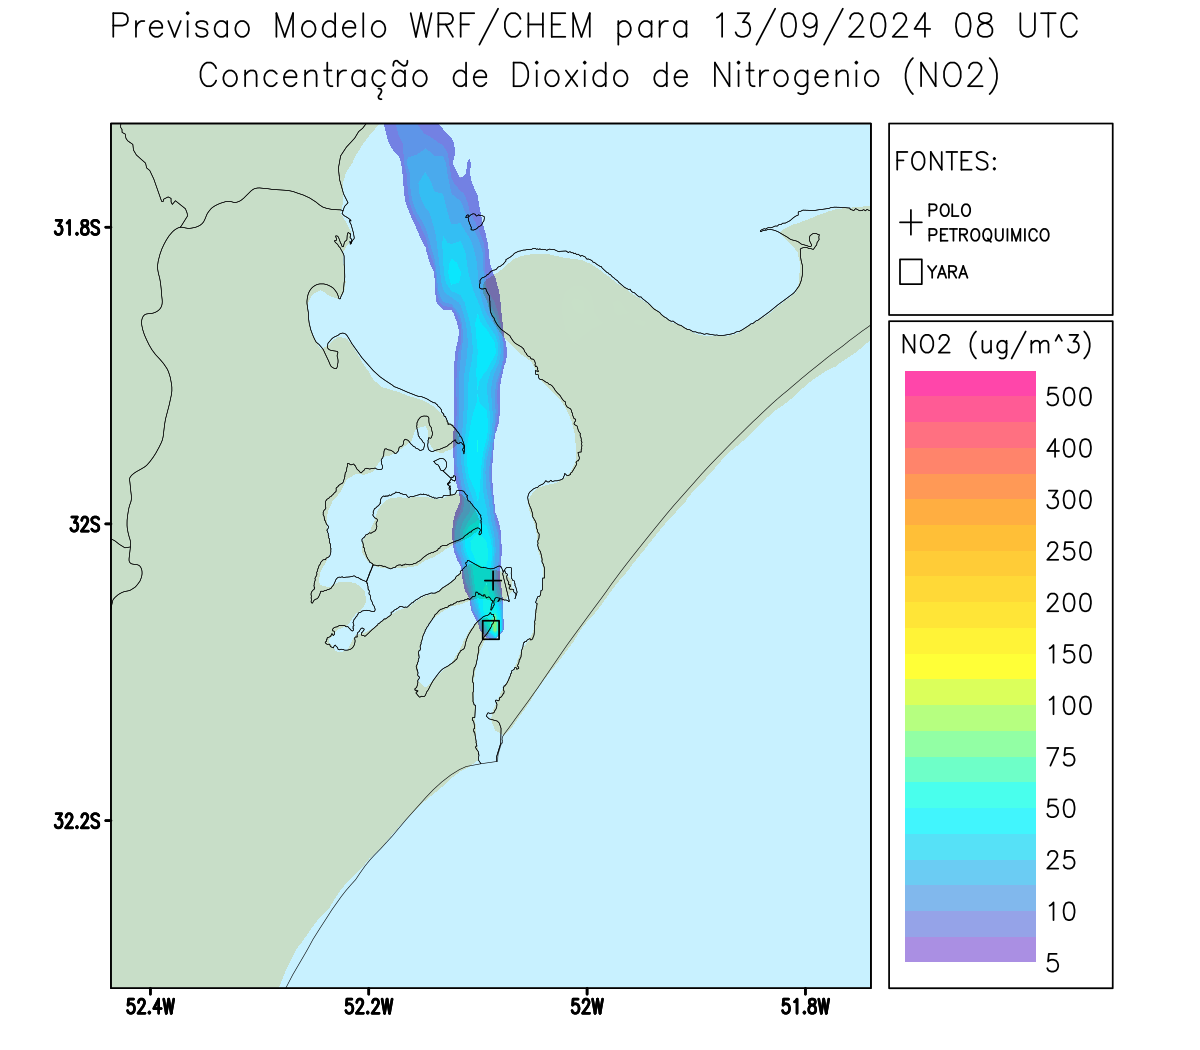 Previsao Modelo WRF/CHEM para 13/09/2024 08 UTC
Concentração de Dioxido de Nitrogenio (NO2)
FONTES:
POLO
PETROQUIMICO
YARA
31.8S
32S
32.2S
52.4W
52.2W
52W
51.8W
NO2 (ug/m^3)
500
400
300
250
200
150
100
75
50
25
10
5